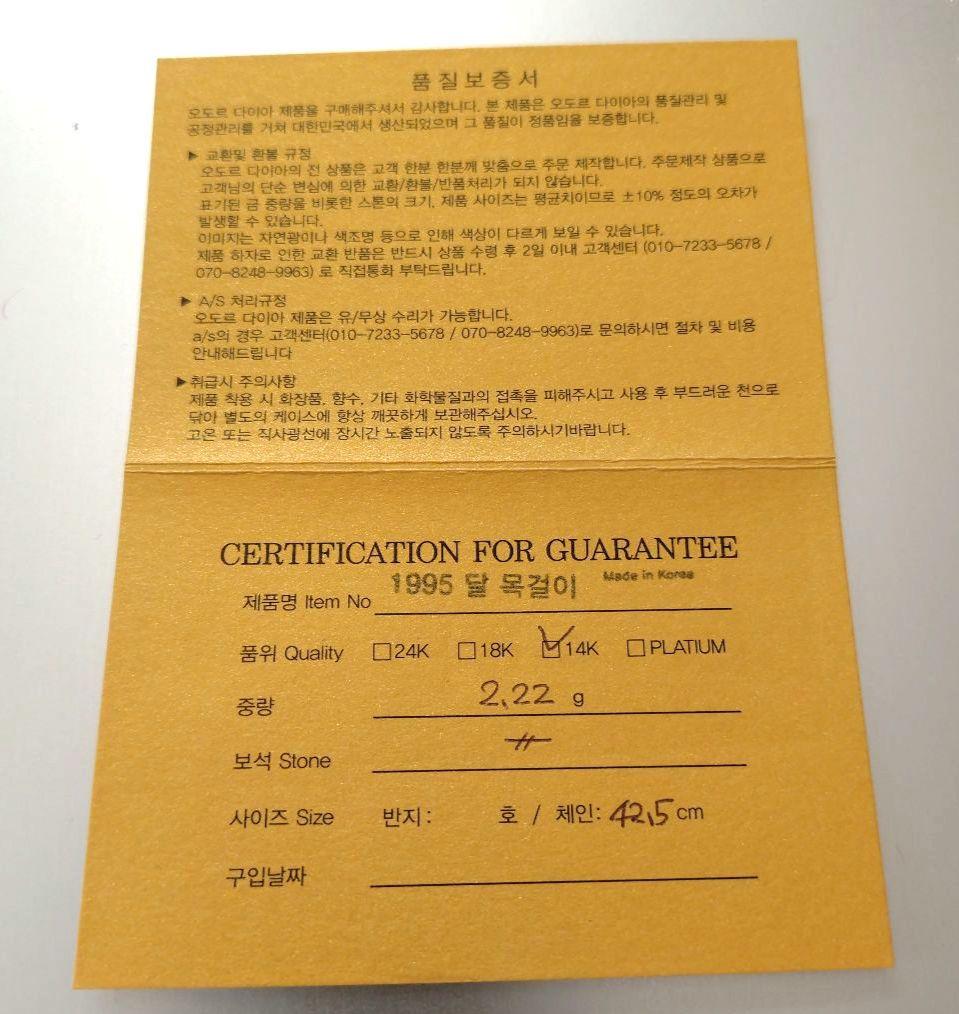 품질보증서
오도르 다이아 제품을 구매해주셔서 감사합니다. 본 제품은 오도르 다이아의 품질관리 및
공정관리를 거쳐 대한민국에서 생산되었으며 그 품질이 정품임을 보증합니다.
▶ 교환및 환불 규정
오도르 다이아의 전 상품은 고객 한분 한분께 맞춤으로 주문 제작합니다. 주문제작 상품으로
고객님의 단순 변심에 의한 교환/환불/반품처리가 되지 않습니다.
표기된 금 중량을 비롯한 스톤의 크기, 제품 사이즈는 평균치이므로 ±10% 정도의 오차가
발생할 수 있습니다.
이미지는 자연광이나 색조명 등으로 인해 색상이 다르게 보일 수 있습니다.
제품 하자로 인한 교환 반품은 반드시 상품 수령 후 2일 이내 고객센터 (010-7233-5678 /
070-8248-9963) 로 직접통화 부탁드립니다.
▶ A/S 처리규정
오도르 다이아 제품은 유/무상 수리가 가능합니다.
a/s의 경우 고객센터(010-7233-5678 / 070-8248-9963)로 문의하시면 절차 및 비용
안내해드립니다
▶취급시 주의사항
제품 착용 시 화장품, 향수, 기타 화학물질과의 접촉을 피해주시고 사용 후 부드러운 천으로
닦아 별도의 케이스에 항상 깨끗하게 보관해주십시오.
고온 또는 직사광선에 장시간 노출되지 않도록 주의하시기바랍니다.
CERTIFICATION FOR GUARANTEE
제품명 Item No 1995 달 목걸이 Made in Korea
품위 Quality □24K □18K ☑14K □PLATIUM
중량 2.22 g
보석 Stone
사이즈 Size 반지: 호 / 체인: 42.5 cm
구입날짜